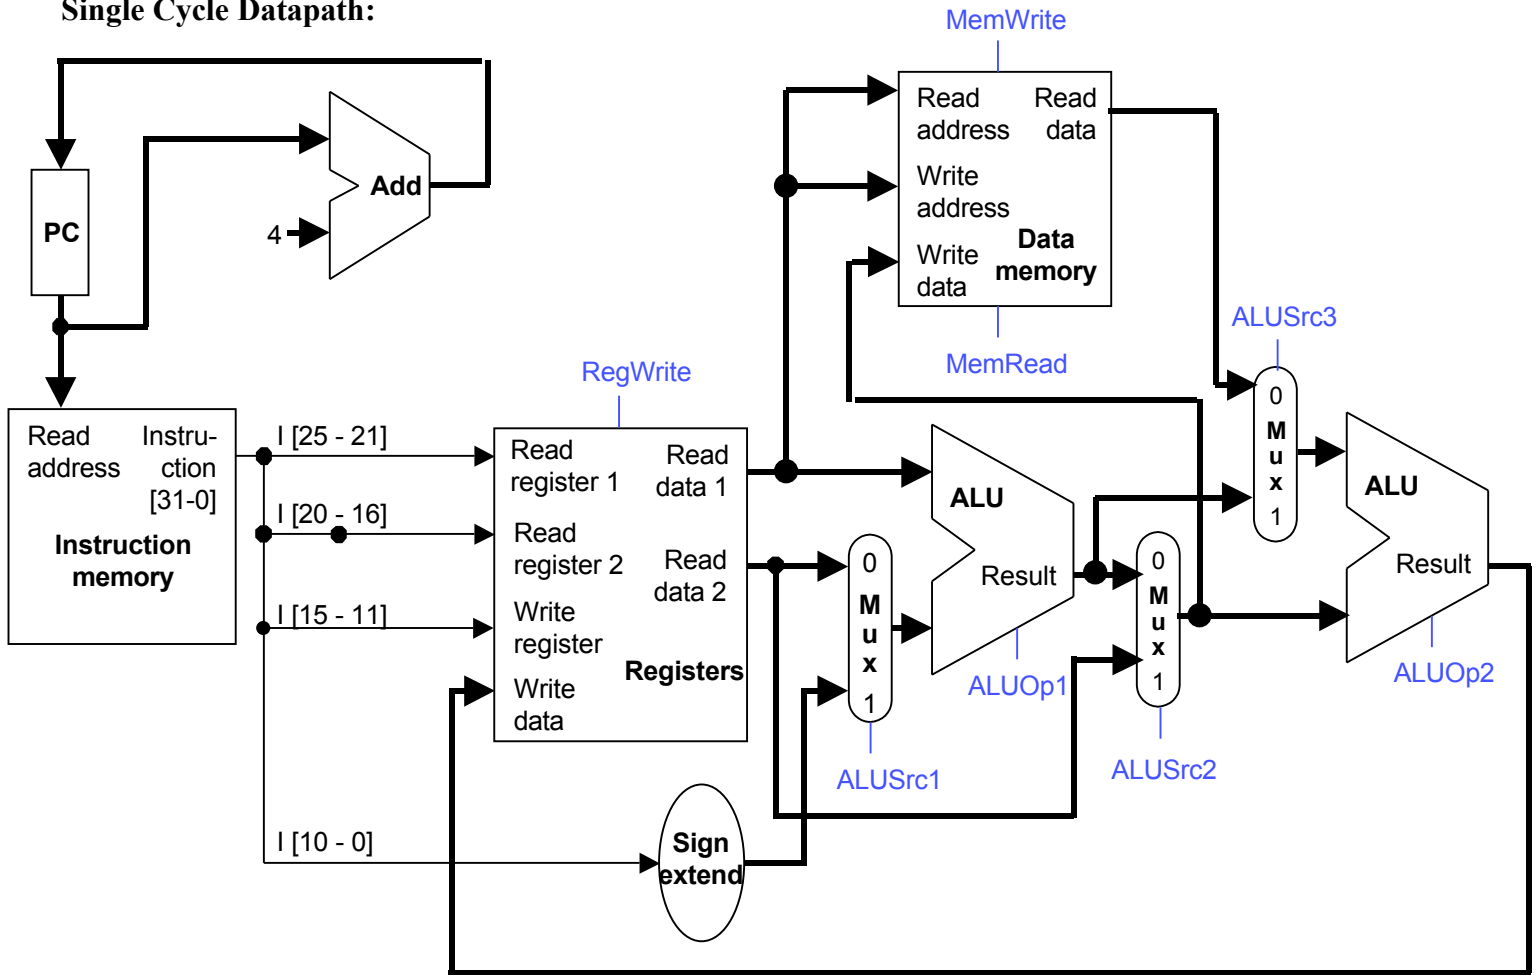 Single Cycle Datapath:
MemWrite
Read
address
Read
data
Write
address
Write
data
Data
memory
MemRead
Add
4
PC
Read
address
Instru-
ction
[31-0]
Instruction
memory
I [25 - 21]
I [20 - 16]
I [15 - 11]
I [10 - 0]
RegWrite
Read
register 1
Read
data 1
Read
register 2
Read
data 2
Write
register
Registers
Write
data
Sign
extend
0
M
u
x
1
ALUSrc1
ALU
Result
ALUOp1
0
M
u
x
1
ALUSrc2
ALUSrc3
0
M
u
x
1
ALU
Result
ALUOp2